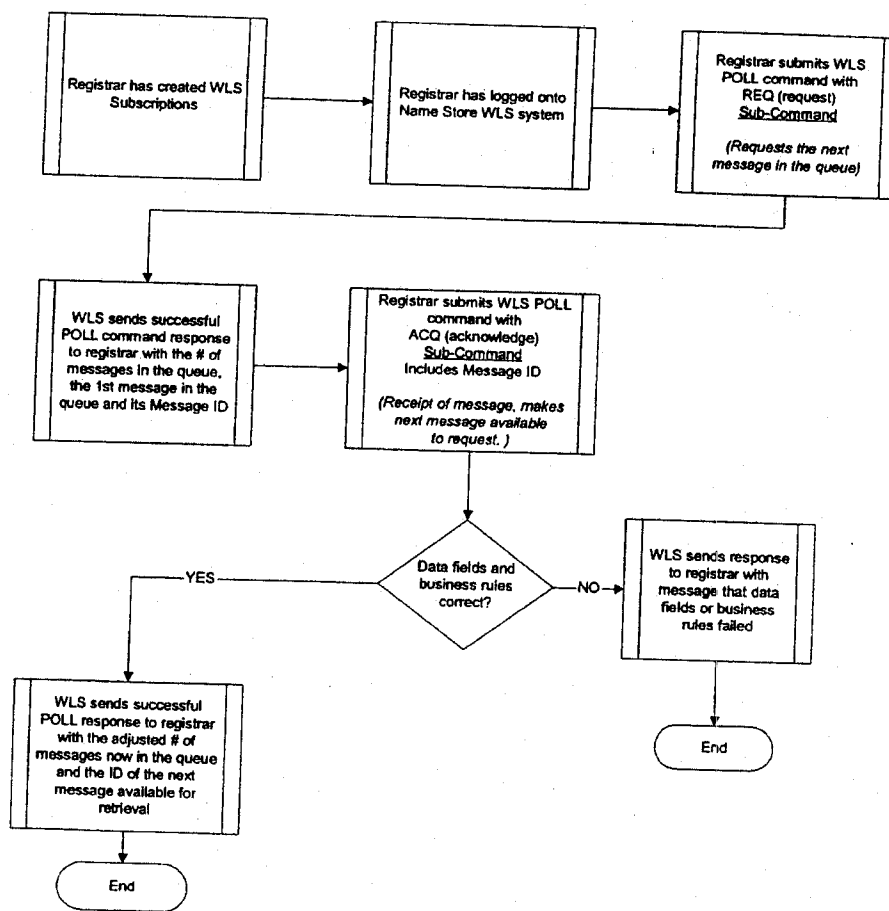 Registrar has created WLS
Subscriptions
Registrar has logged onto
Name Store WLS system
Registrar submits WLS
POLL command with
REQ (request)
Sub-Command
(Requests the next
message in the queue)
WLS sends successful
POLL command response
to registrar with the # of
messages in the queue,
the 1st message in the
queue and its Message ID
Registrar submits WLS POLL
command with
ACQ (acknowledge)
Sub-Command
Includes Message ID
(Receipt of message, makes
next message available
to request. )
Data fields and
business rules
correct?
YES
NO
WLS sends response
to registrar with
message that data
fields or business
rules failed
End
WLS sends successful
POLL response to registrar
with the adjusted # of
messages now in the queue
and the ID of the next
message available for
retrieval
End